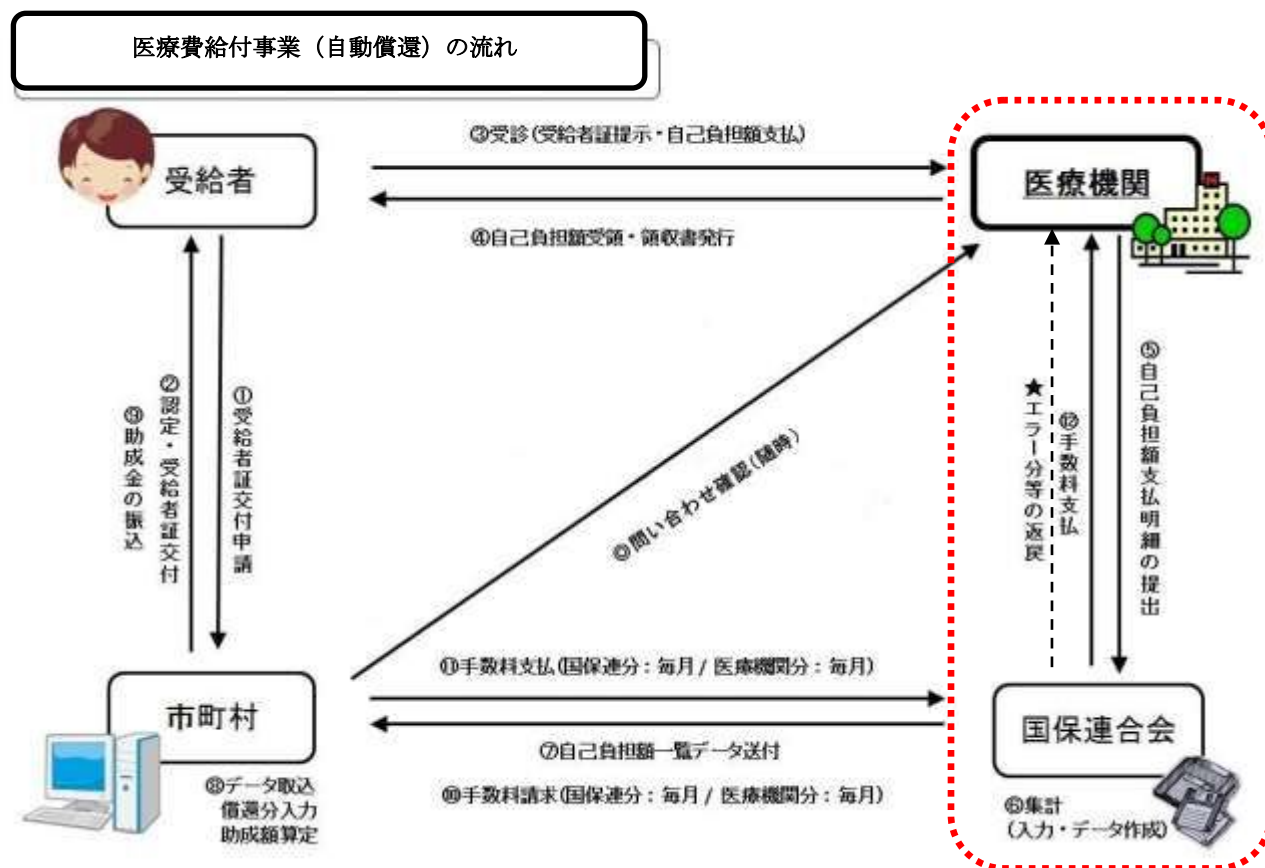 医療費給付事業(自動償還)の流れ
③受診(受給者証提示・自己負担額支払)
受給者
医療機関
④自己負担額受領・領収書発行
⑨助成金の振込
②認定・受給者証交付
①受給者証交付申請
◎問い合わせ確認(随時)
★エラー分等の返戻
⑫手数料支払
⑤自己負担額支払明細の提出
⑪手数料支払(国保連分:毎月/医療機関分:毎月)
市町村
国保連合会
⑦自己負担額一覧データ送付
⑧データ取込
償還分入力
助成額算定
⑩手数料請求(国保連分:毎月/医療機関分:毎月)
⑥集計
(入力・データ作成)